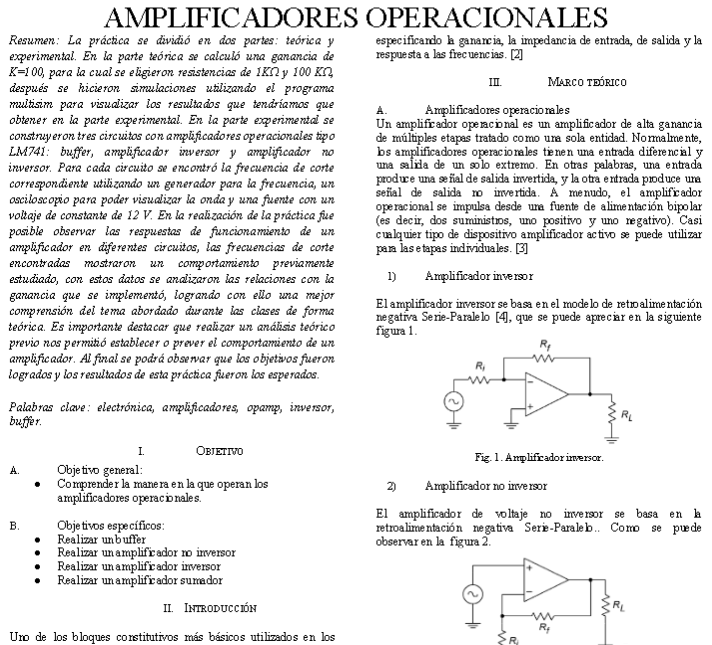 AMPLIFICADORES OPERACIONALES
Resumen: La práctica se dividió en dos partes: teórica y
experimental. En la parte teórica se calculó una ganancia de
K=100, para la cual se eligieron resistencias de 1KΩ y 100 KΩ,
después se hicieron simulaciones utilizando el programa
multisim para visualizar los resultados que tendríamos que
obtener en la parte experimental. En la parte experimental se
construyeron tres circuitos con amplificadores operacionales tipo
LM741: buffer, amplificador inversor y amplificador no
inversor. Para cada circuito se encontró la frecuencia de corte
correspondiente utilizando un generador para la frecuencia, un
osciloscopio para poder visualizar la onda y una fuente con un
voltaje de constante de 12 V. En la realización de la práctica fue
posible observar las respuestas de funcionamiento de un
amplificador en diferentes circuitos, las frecuencias de corte
encontradas mostraron un comportamiento previamente
estudiado, con estos datos se analizaron las relaciones con la
ganancia que se implementó, logrando con ello una mejor
comprensión del tema abordado durante las clases de forma
teórica. Es importante destacar que realizar un análisis teórico
previo nos permitió establecer o prever el comportamiento de un
amplificador. Al final se podrá observar que los objetivos fueron
logrados y los resultados de esta práctica fueron los esperados.
Palabras clave: electrónica, amplificadores, opamp, inversor,
buffer.
I. OBJETIVO
A. Objetivo general:
● Comprender la manera en la que operan los
amplificadores operacionales.
B. Objetivos específicos:
● Realizar un buffer
● Realizar un amplificador no inversor
● Realizar un amplificador inversor
● Realizar un amplificador sumador
II. INTRODUCCIÓN
Uno de los bloques constitutivos más básicos utilizados en los
especificando la ganancia, la impedancia de entrada, de salida y la
respuesta a las frecuencias. [2]
III. MARCO TEÓRICO
A. Amplificadores operacionales
Un amplificador operacional es un amplificador de alta ganancia
de múltiples etapas tratado como una sola entidad. Normalmente,
los amplificadores operacionales tienen una entrada diferencial y
una salida de un solo extremo. En otras palabras, una entrada
produce una señal de salida invertida, y la otra entrada produce una
señal de salida no invertida. A menudo, el amplificador
operacional se impulsa desde una fuente de alimentación bipolar
(es decir, dos suministros, uno positivo y uno negativo). Casi
cualquier tipo de dispositivo amplificador activo se puede utilizar
para las etapas individuales. [3]
1) Amplificador inversor
El amplificador inversor se basa en el modelo de retroalimentación
negativa Serie-Paralelo [4], que se puede apreciar en la siguiente
figura 1.
Rf
Ri
−
+
RL
Fig. 1. Amplificador inversor.
2) Amplificador no inversor
El amplificador de voltaje no inversor se basa en la
retroalimentación negativa Serie-Paralelo.. Como se puede
observar en la figura 2.
+
−
RL
Rf
Ri